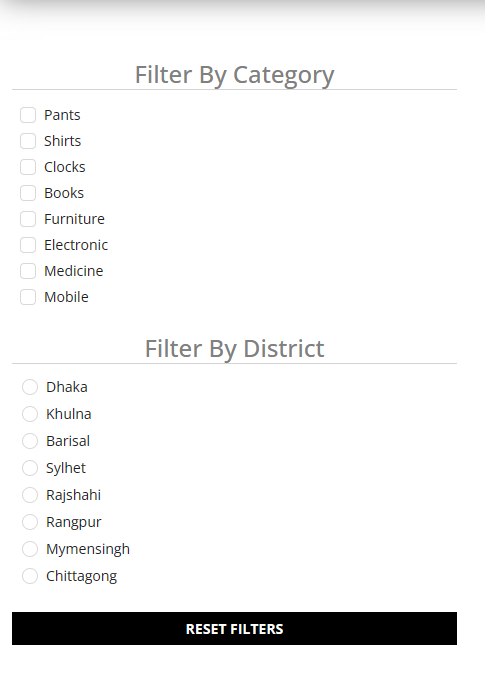 Filter By Category
Pants
Shirts
Clocks
Books
Furniture
Electronic
Medicine
Mobile
Filter By District
Dhaka
Khulna
Barisal
Sylhet
Rajshahi
Rangpur
Mymensingh
Chittagong
RESET FILTERS